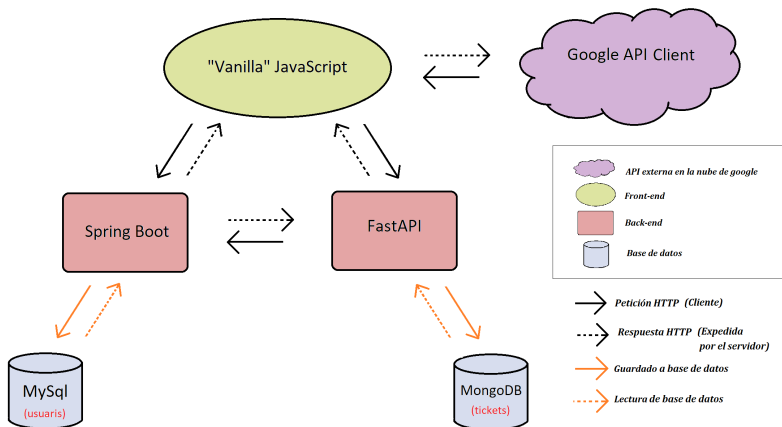 "Vanilla" JavaScript
Google API Client
Spring Boot
FastAPI
MySql
(usuaris)
MongoDB
(tickets)
API externa en la nube de google
Front-end
Back-end
Base de datos
Petición HTTP (Cliente)
Respuesta HTTP (Expedida
por el servidor)
Guardado a base de datos
Lectura de base de datos